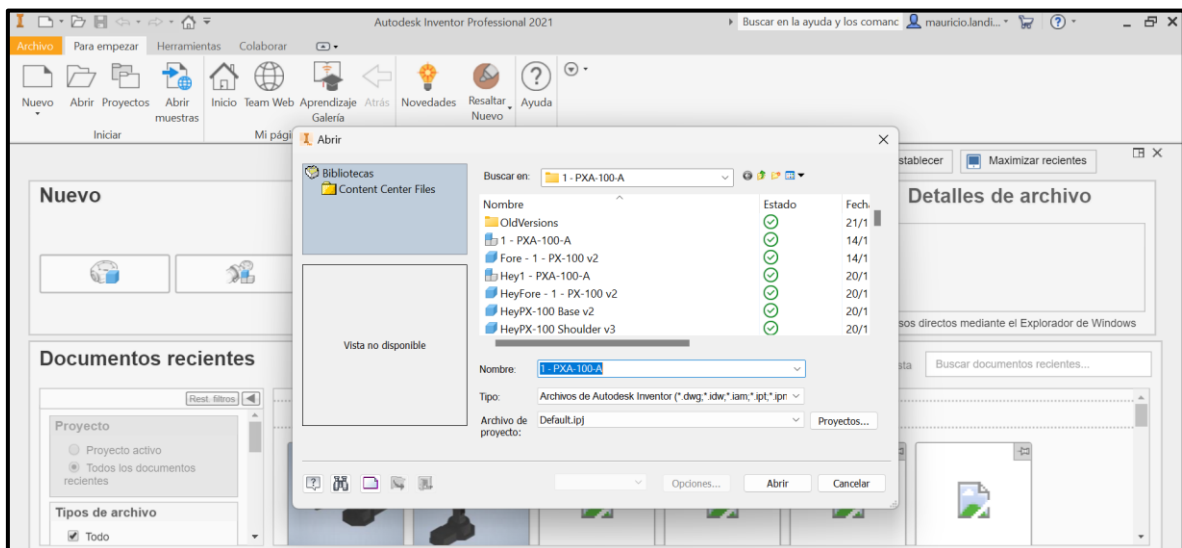 Autodesk Inventor Professional 2021
Buscar en la ayuda y los comanc
mauricio.landi...
Archivo
Para empezar
Herramientas
Colaborar
Nuevo
Abrir
Proyectos
Abrir muestras
Inicio
Team Web
Aprendizaje
Galería
Atrás
Novedades
Resaltar
Nuevo
Ayuda
Iniciar
Mi pági
Abrir
Bibliotecas
Content Center Files
Vista no disponible
Buscar en:
1 - PXA-100-A
Nombre
Estado
Fech
OldVersions
21/1
1 - PXA-100-A
14/1
Fore - 1 - PX-100 v2
14/1
Hey1 - PXA-100-A
20/1
HeyFore - 1 - PX-100 v2
20/1
HeyPX-100 Base v2
20/1
HeyPX-100 Shoulder v3
20/1
Nombre:
1 - PXA-100-A
Tipo:
Archivos de Autodesk Inventor (*.dwg;*.idw;*.iam;*.ipt;*.ipn
Archivo de
proyecto:
Default.ipj
Proyectos...
Opciones...
Abrir
Cancelar
stablecer
Maximizar recientes
Nuevo
Detalles de archivo
sos directos mediante el Explorador de Windows
Documentos recientes
sta
Buscar documentos recientes...
Rest. filtros
Proyecto
Proyecto activo
Todos los documentos
recientes
Tipos de archivo
Todo